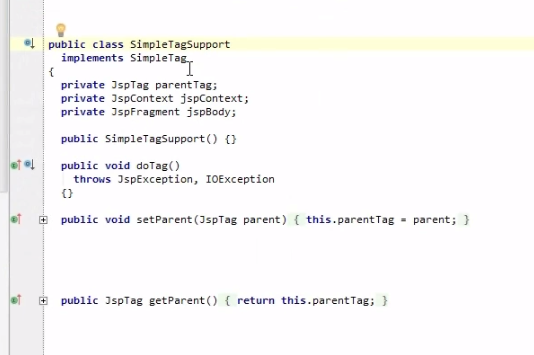 public class SimpleTagSupport
implements SimpleTag
{
private JspTag parentTag;
private JspContext jspContext;
private JspFragment jspBody;
public SimpleTagSupport() {}
public void doTag()
throws JspException, IOException
{}
public void setParent(JspTag parent) { this.parentTag = parent; }
public JspTag getParent() { return this.parentTag; }